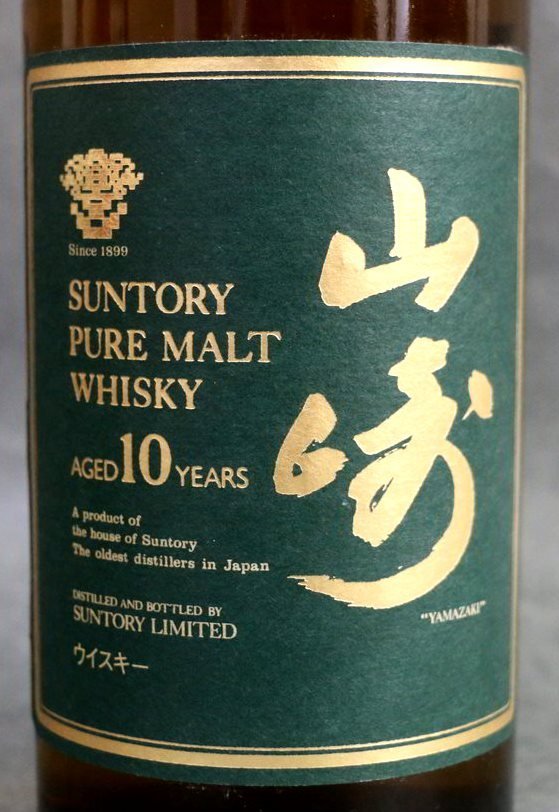 Since 1899
SUNTORY
PURE MALT
WHISKY
AGED 10 YEARS
A product of
the house of Suntory
The oldest distillers in Japan
DISTILLED AND BOTTLED BY
SUNTORY LIMITED
ウイスキー
山崎
"YAMAZAKI"